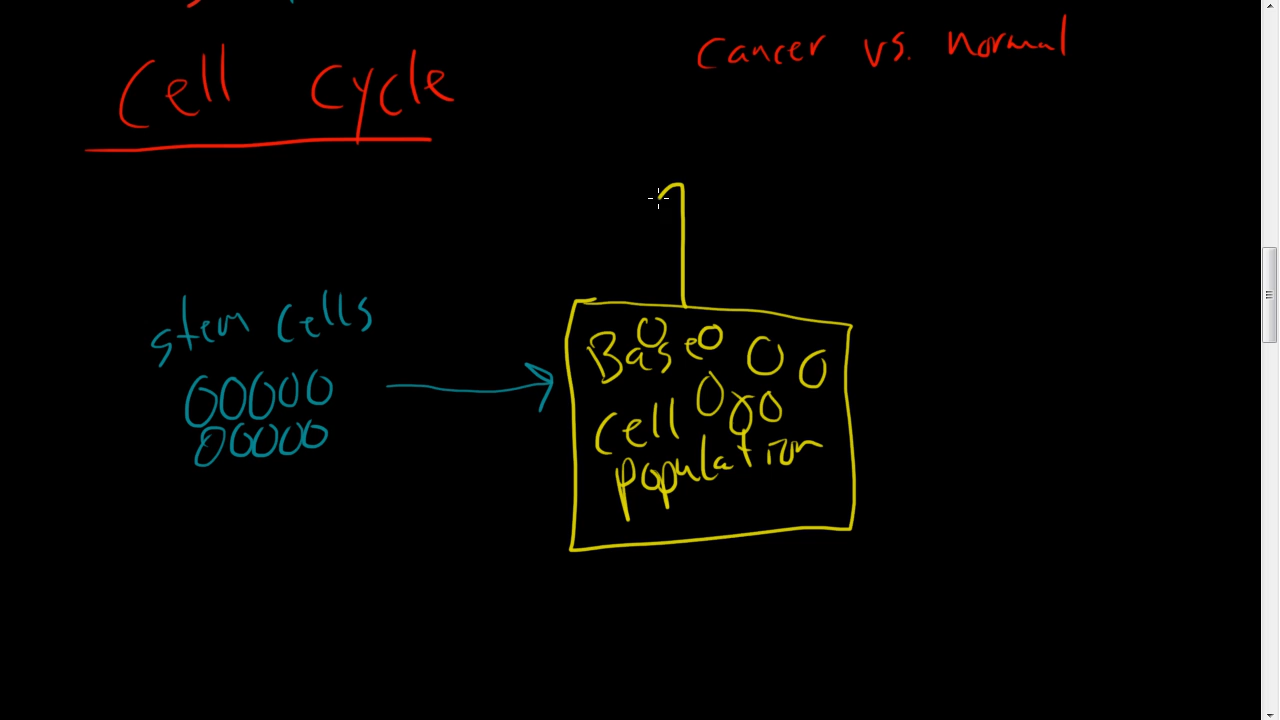 Cell Cycle
cancer vs. normal
stem cells
Base
cell
population